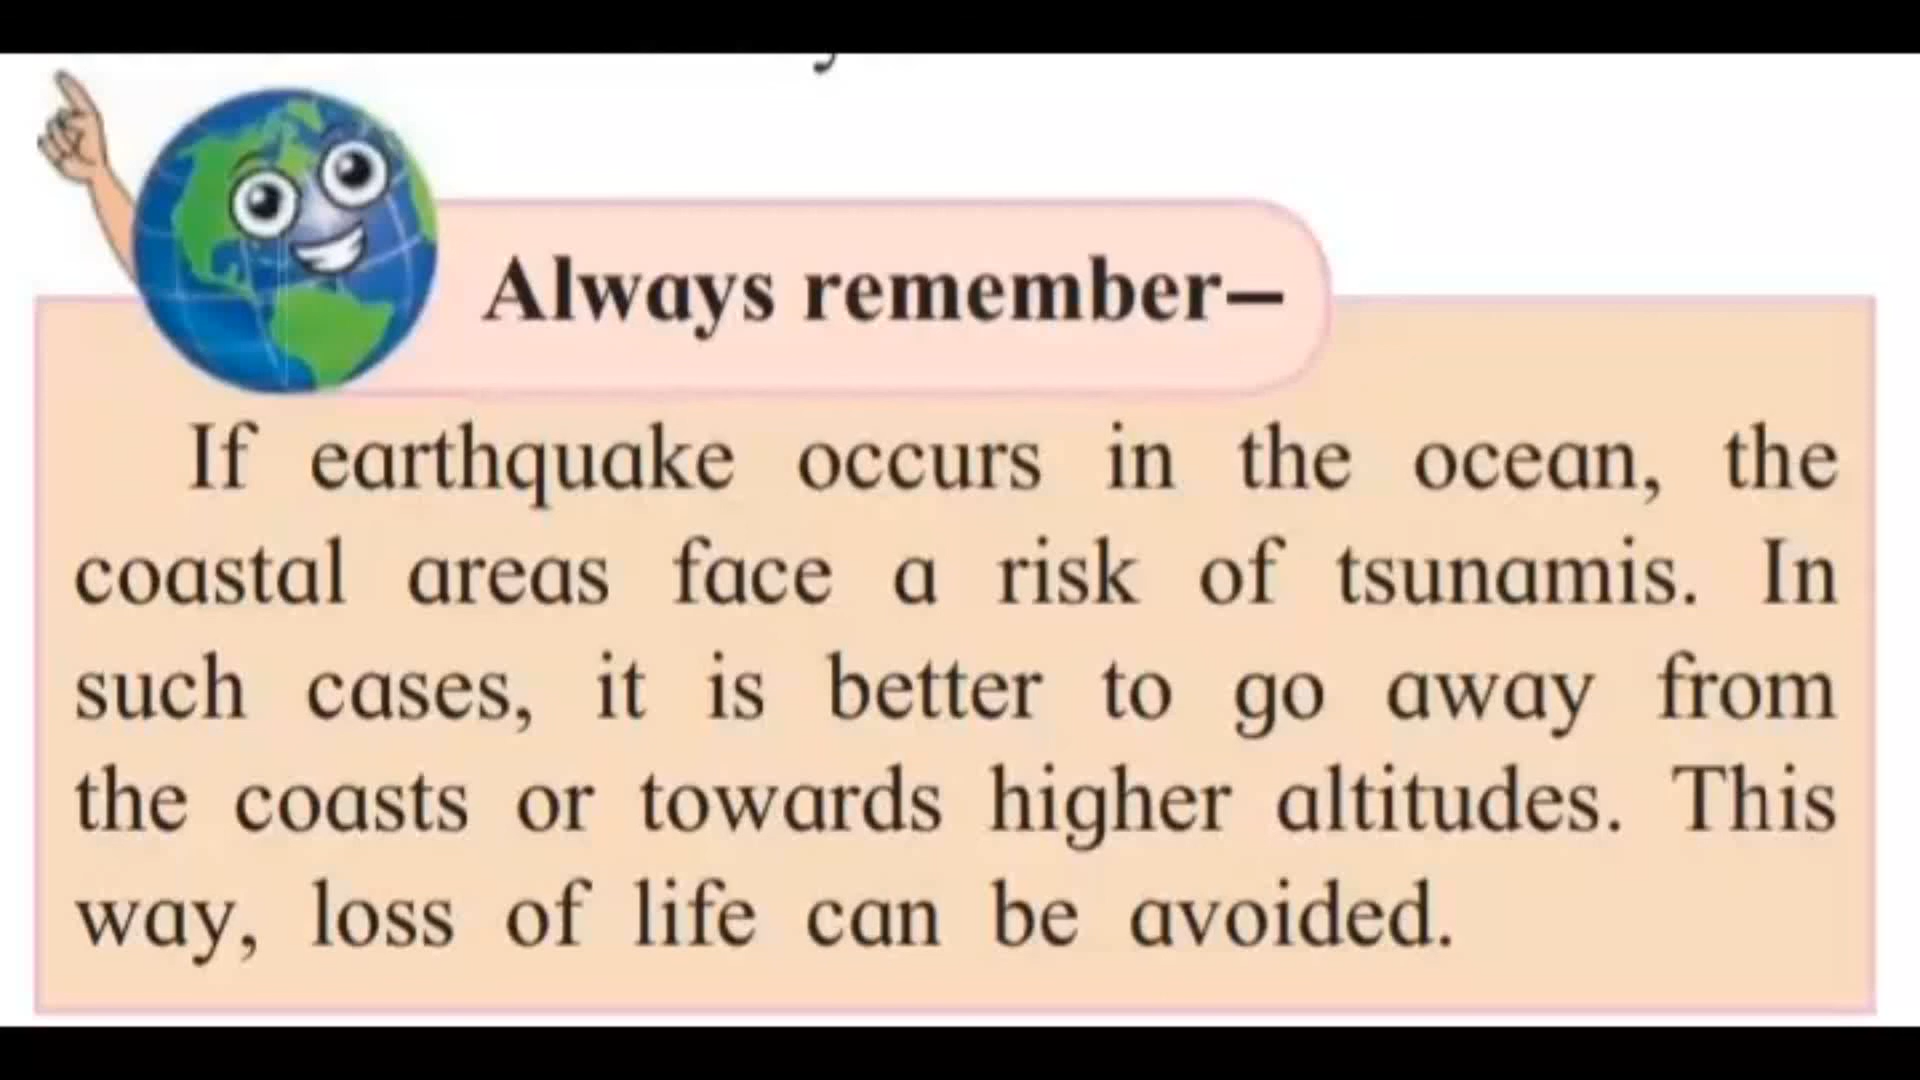 Always remember–
If earthquake occurs in the ocean, the
coastal areas face a risk of tsunamis. In
such cases, it is better to go away from
the coasts or towards higher altitudes. This
way, loss of life can be avoided.